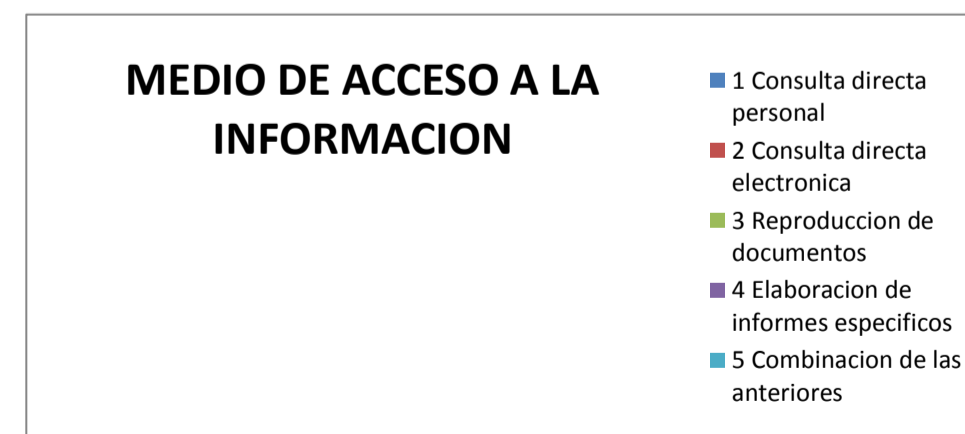 MEDIO DE ACCESO A LA
INFORMACION
1 Consulta directa
personal
2 Consulta directa
electronica
3 Reproduccion de
documentos
4 Elaboracion de
informes especificos
5 Combinacion de las
anteriores